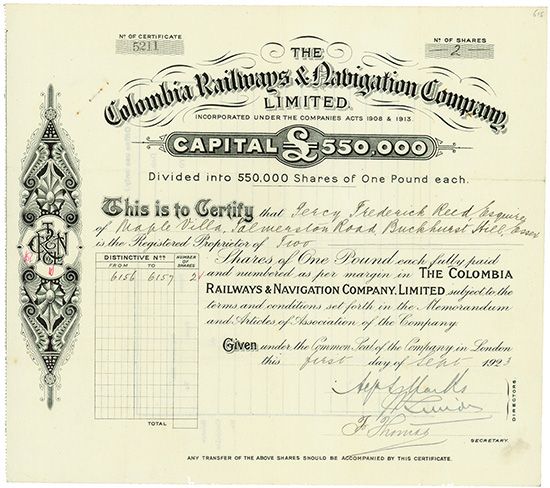 615
Nº OF CERTIFICATE
5211
Nº OF SHARES
2
THE
Colombia Railways & Navigation Company,
LIMITED.
INCORPORATED UNDER THE COMPANIES ACTS 1908 & 1913.
CAPITAL £550,000
Divided into 550,000 Shares of One Pound each.
This is to Certify that Percy Frederick Reed, Esquire
of Maple Villa, Palmerston Road, Buckhurst Hill, Essex
is the Registered Proprietor of Two
Shares of One Pound each fully paid
and numbered as per margin in THE COLOMBIA
RAILWAYS & NAVIGATION COMPANY, LIMITED subject to the
terms and conditions set forth in the Memorandum
and Articles of Association of the Company.
DISTINCTIVE Nºs
NUMBER OF SHARES
FROM TO
6156 6157 2
TOTAL
Given under the Common Seal of the Company in London
this first day of Sept 1923
DIRECTORS
F Thomas
SECRETARY.
ANY TRANSFER OF THE ABOVE SHARES SHOULD BE ACCOMPANIED BY THIS CERTIFICATE.